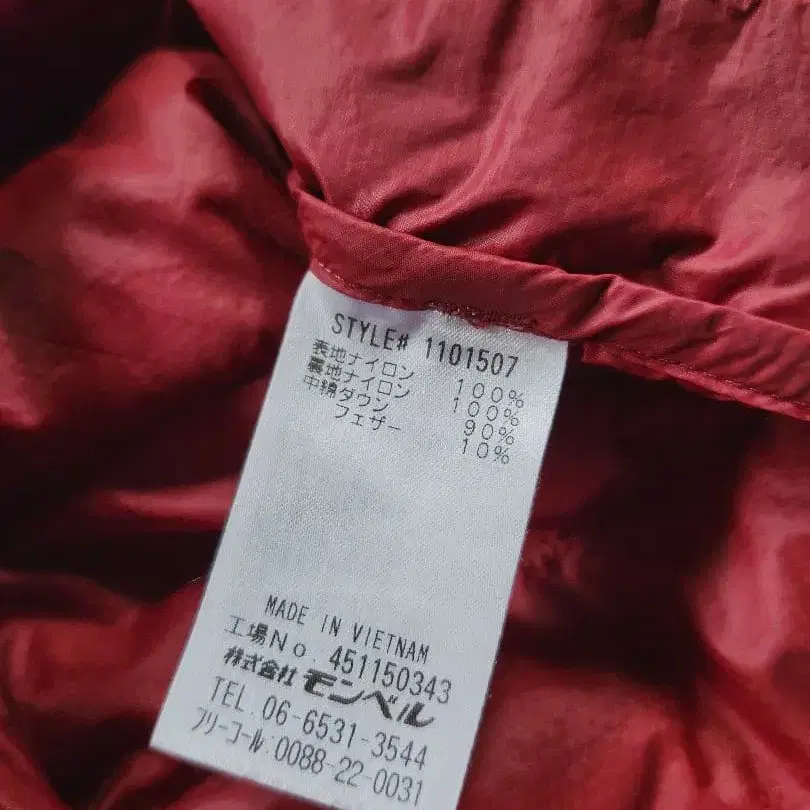 STYLE# 1101507
表地ナイロン 100%
裏地ナイロン 100%
中綿ダウン 90%
フェザー 10%
MADE IN VIETNAM
工場No. 451150343
株式会社 モンベル
TEL.06-6531-3544
フリーコール:0088-22-0031